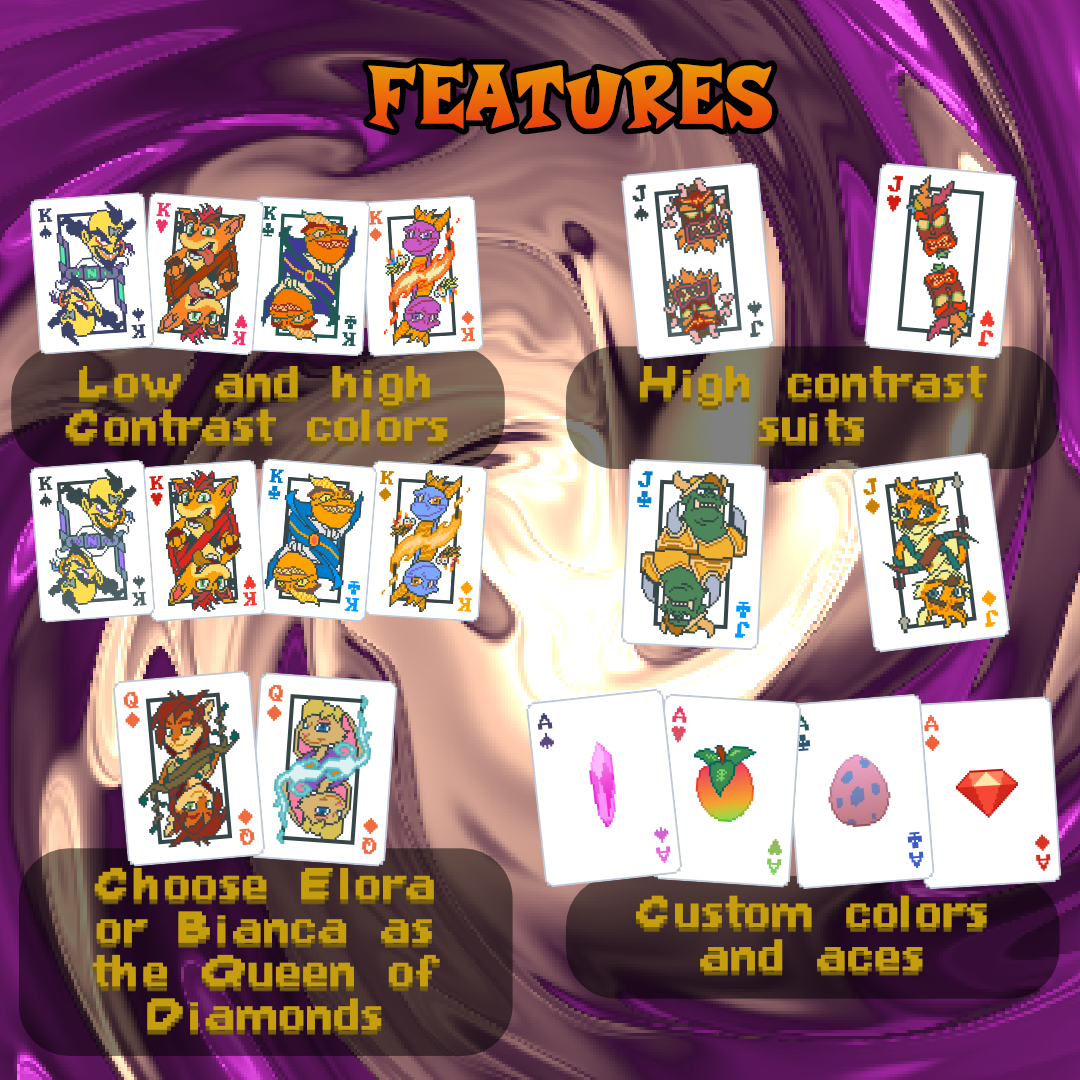 FEATURES
K
K
K
K
K
K
K
K
J
J
J
J
N
Low and high
Contrast colors
High contrast
suits
K
K
K
K
K
K
K
K
N
J
J
J
J
Q
Q
Q
Q
A
A
A
A
A
A
A
A
Choose Elora
or Bianca as
the Queen of
Diamonds
Custom colors
and aces